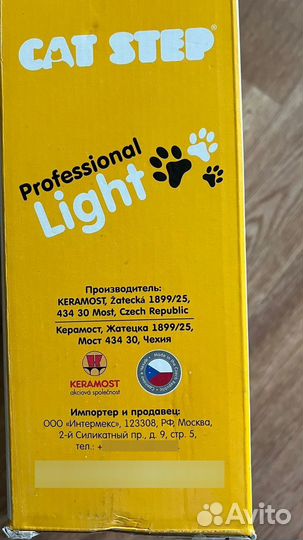 CAT STEP®
Professional
Light
Производитель:
KERAMOST, Žatecká 1899/25,
434 30 Most, Czech Republic
Керамост, Жатецка 1899/25,
Мост 434 30, Чехия
KERAMOST
akciová společnost
Импортер и продавец:
ООО «Интермекс», 123308, РФ, Москва,
2-й Силикатный пр., д. 9, стр. 5,
тел.: +
Avito